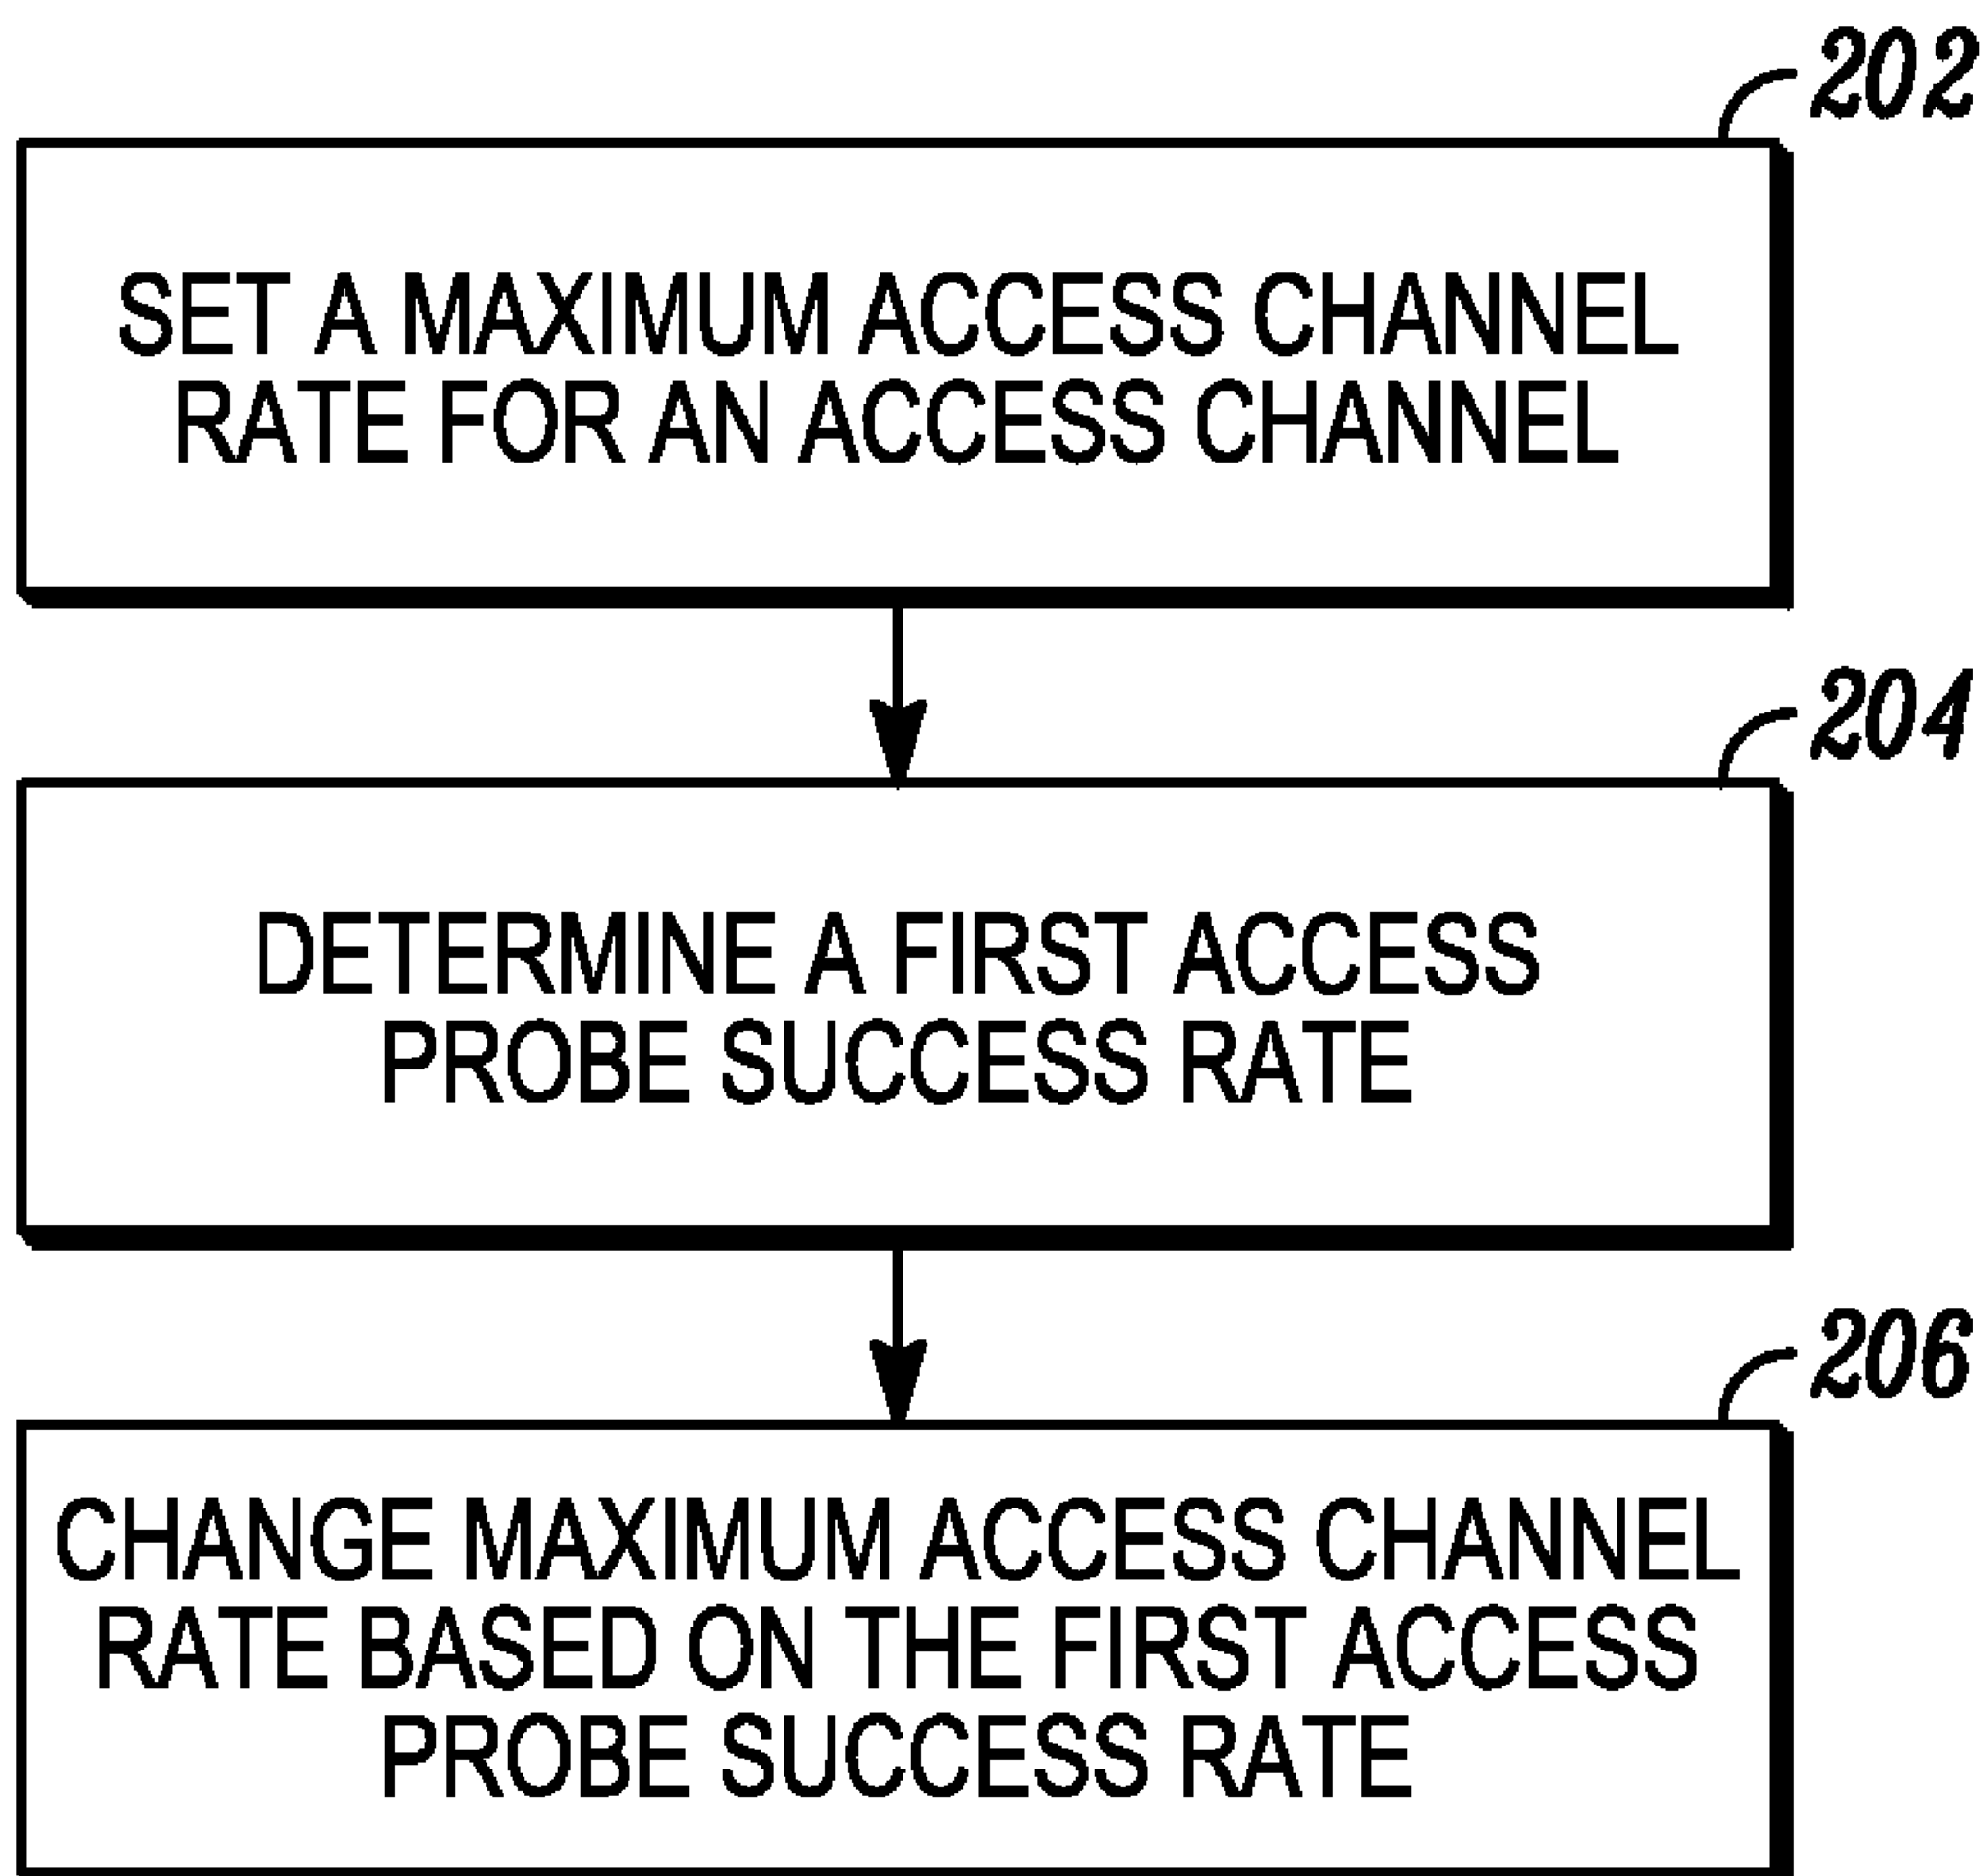 202
SET A MAXIMUM ACCESS CHANNEL
RATE FOR AN ACCESS CHANNEL
204
DETERMINE A FIRST ACCESS
PROBE SUCCESS RATE
206
CHANGE MAXIMUM ACCESS CHANNEL
RATE BASED ON THE FIRST ACCESS
PROBE SUCCESS RATE